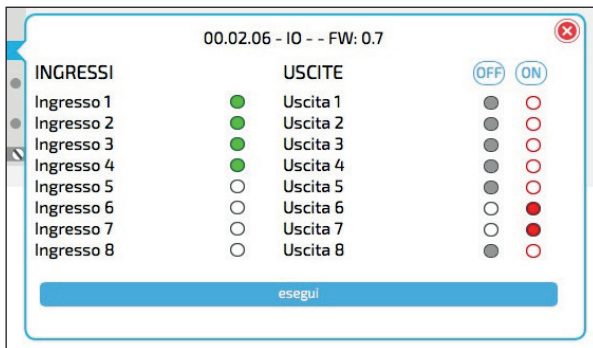 00.02.06 - IO - - FW: 0.7
INGRESSI USCITE OFF ON
Ingresso 1 Uscita 1
Ingresso 2 Uscita 2
Ingresso 3 Uscita 3
Ingresso 4 Uscita 4
Ingresso 5 Uscita 5
Ingresso 6 Uscita 6
Ingresso 7 Uscita 7
Ingresso 8 Uscita 8
esegui